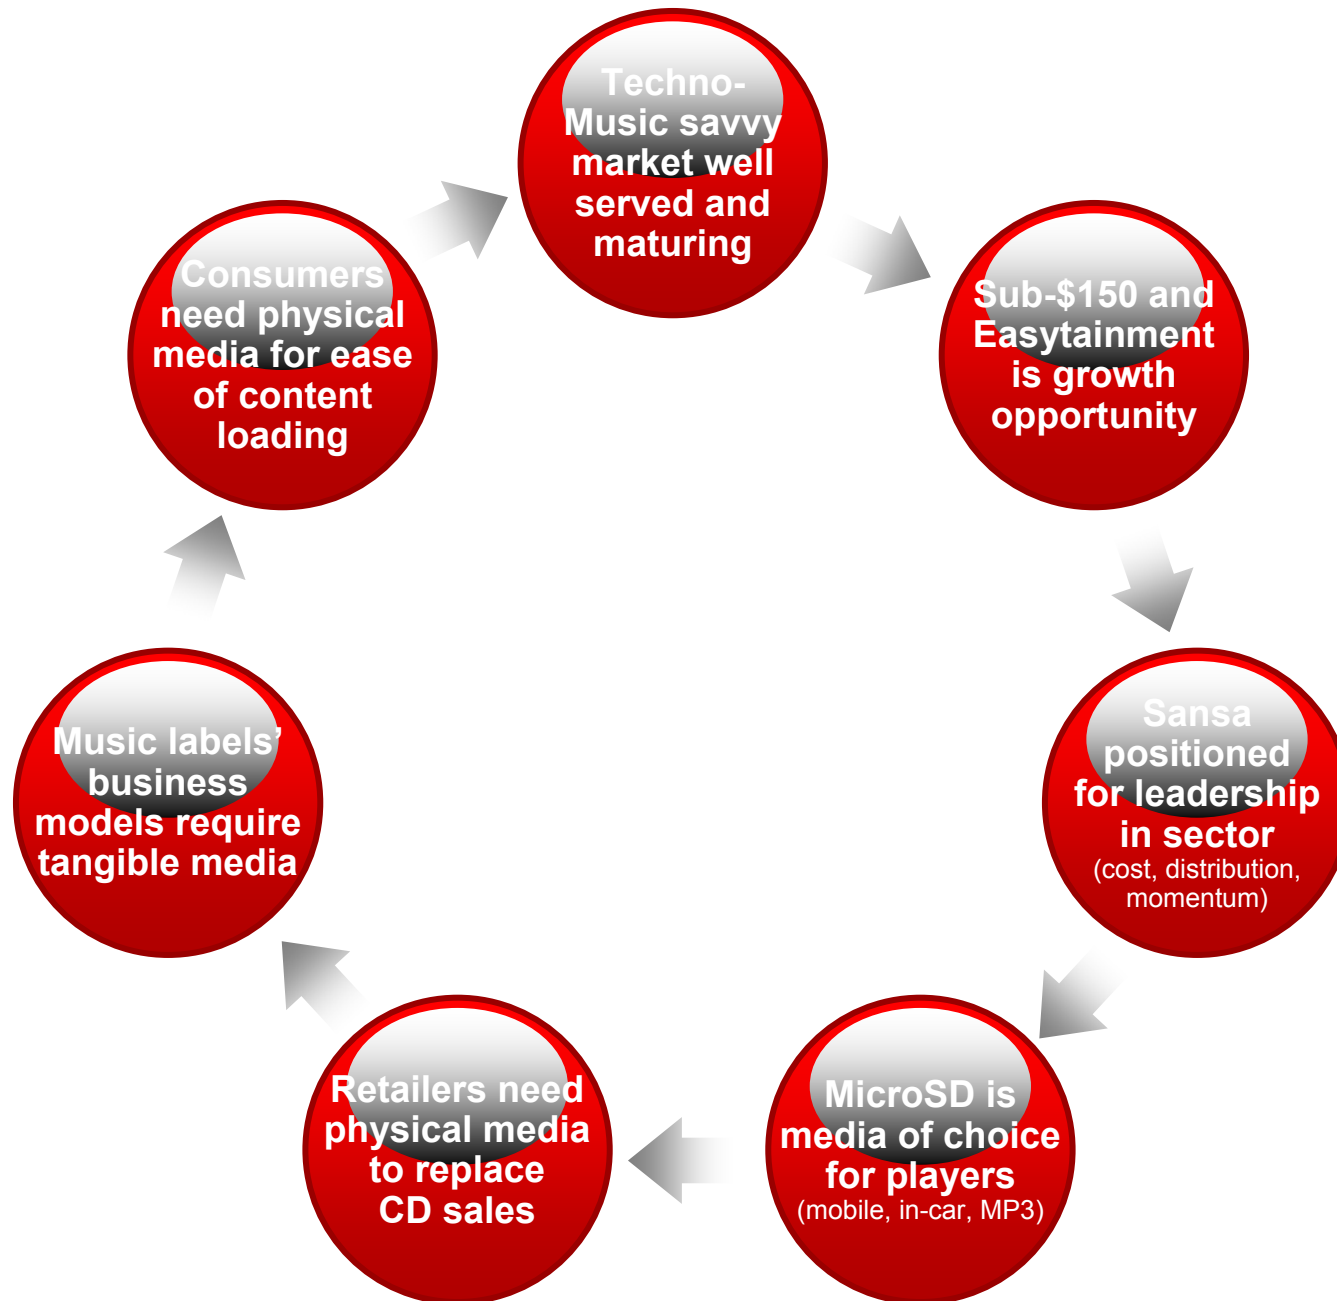 Techno-
Music savvy
market well
served and
maturing
Sub-$150 and
Easytainment
is growth
opportunity
Sansa
positioned
for leadership
in sector
(cost, distribution,
momentum)
MicroSD is
media of choice
for players
(mobile, in-car, MP3)
Retailers need
physical media
to replace
CD sales
Music labels’
business
models require
tangible media
Consumers
need physical
media for ease
of content
loading